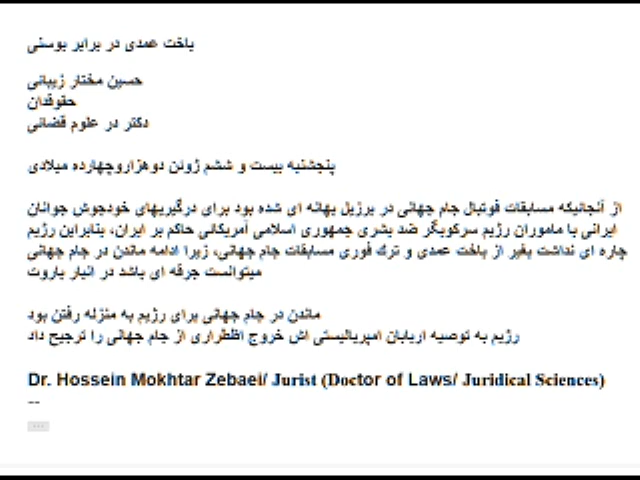 باخت عمدی در برابر بوسنی
حسین مختار زیبائی
حقوقدان
دکتر در علوم قضائی
پنجشنبه بیست و ششم ژوئن دوهزاروچهارده میلادی
از آنجائیکه مسابقات فوتبال جام جهانی در برزیل بهانه ای شده بود برای درگیریهای خودجوش جوانان
ایرانی با ماموران رژیم سرکوبگر ضد بشری جمهوری اسلامی آمریکائی حاکم بر ایران، بنابراین رژیم
چاره ای نداشت بغیر از باخت عمدی و ترک فوری مسابقات جام جهانی، زیرا ادامه ماندن در جام جهانی
میتوانست جرقه ای باشد در انبار باروت
ماندن در جام جهانی برای رژیم به منزله رفتن بود
رژیم به توصیه اربابان امپریالیستی اش خروج اظطراری از جام جهانی را ترجیح داد
Dr. Hossein Mokhtar Zebaei/ Jurist (Doctor of Laws/ Juridical Sciences)
--
...